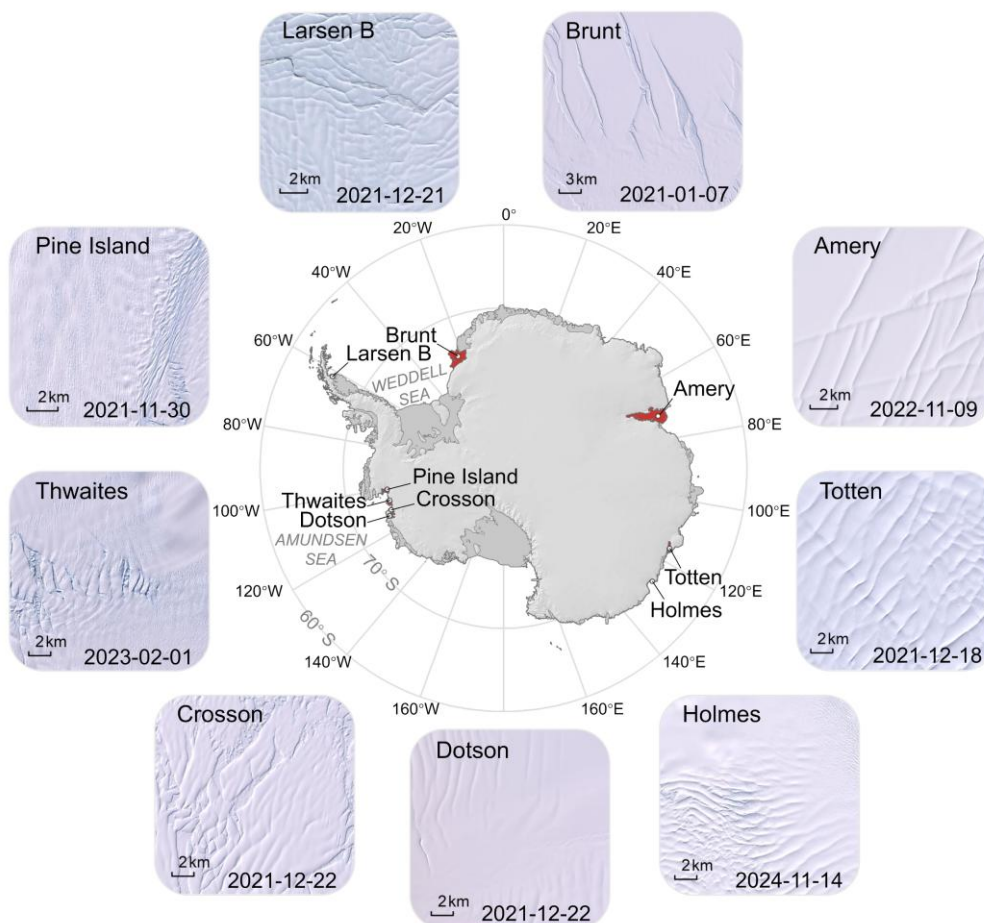 Larsen B
2km
2021-12-21
Brunt
3km
2021-01-07
Pine Island
2km
2021-11-30
Amery
2km
2022-11-09
Thwaites
2km
2023-02-01
Totten
2km
2021-12-18
Crosson
2km
2021-12-22
Dotson
2km
2021-12-22
Holmes
2km
2024-11-14
0°
20°W
20°E
40°W
40°E
60°W
60°E
80°W
80°E
100°W
100°E
120°W
120°E
140°W
140°E
160°W
160°E
70° S
60° S
Brunt
Larsen B
WEDDELL
SEA
Amery
Pine Island
Thwaites
Crosson
Dotson
AMUNDSEN
SEA
Totten
Holmes